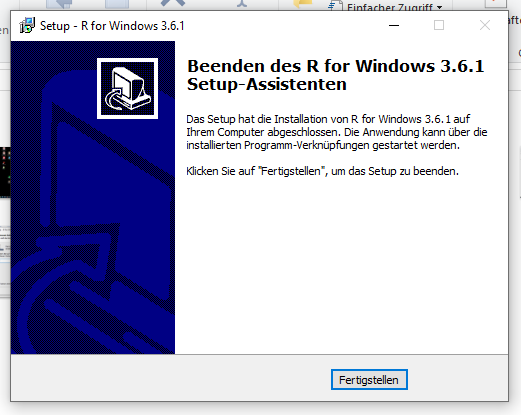 Einfacher Zugriff
Setup - R for Windows 3.6.1
Beenden des R for Windows 3.6.1
Setup-Assistenten
Das Setup hat die Installation von R for Windows 3.6.1 auf
Ihrem Computer abgeschlossen. Die Anwendung kann über die
installierten Programm-Verknüpfungen gestartet werden.
Klicken Sie auf "Fertigstellen", um das Setup zu beenden.
Fertigstellen